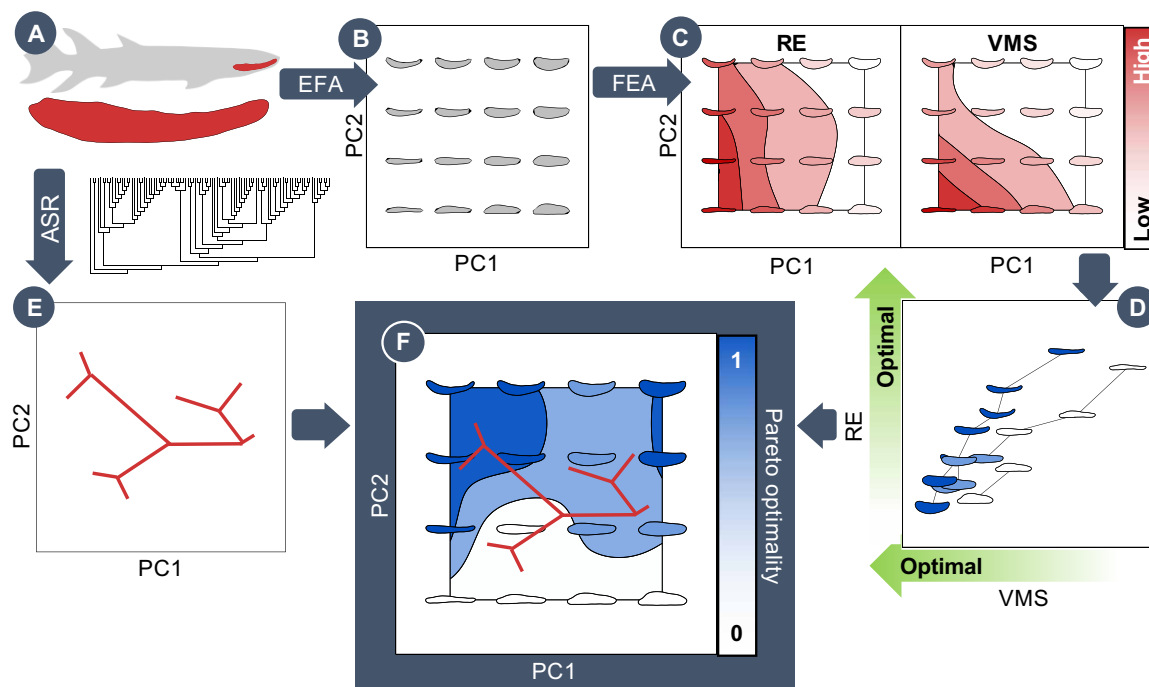 A
B
C
RE
VMS
EFA
FEA
High
Low
PC2
PC1
PC1
PC1
ASR
E
F
D
Optimal
RE
PC2
PC1
1
0
Pareto optimality
PC2
PC1
Optimal
VMS